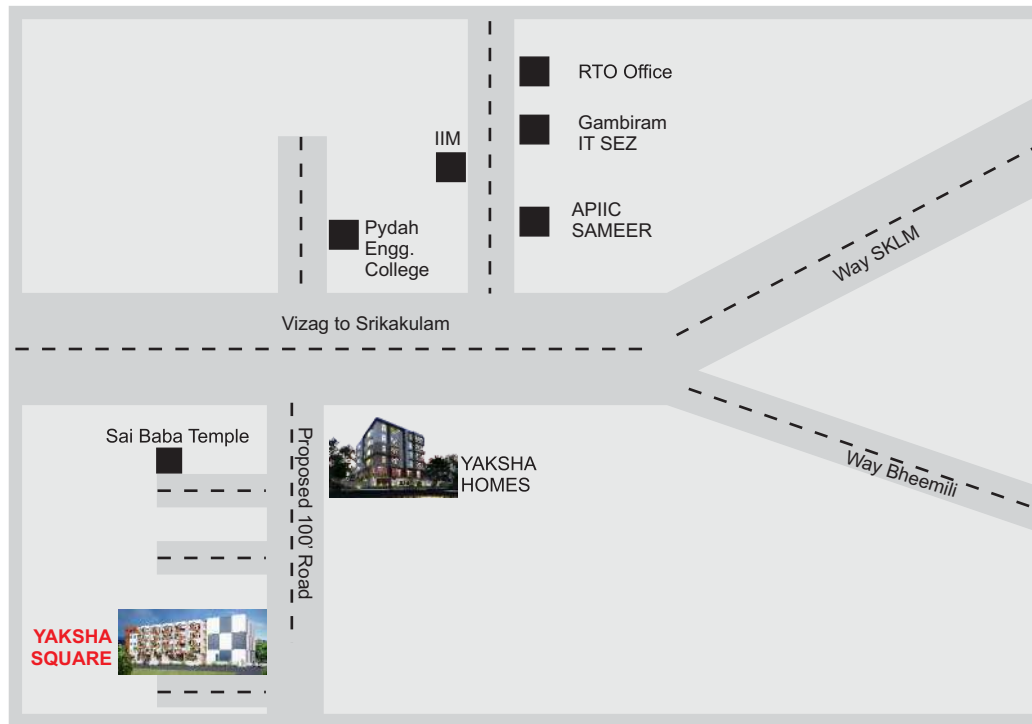 RTO Office
Gambiram
IT SEZ
IIM
APIIC
SAMEER
Pydah
Engg.
College
Way SKLM
Vizag to Srikakulam
Sai Baba Temple
Proposed 100' Road
YAKSHA
HOMES
Way Bheemili
YAKSHA
SQUARE